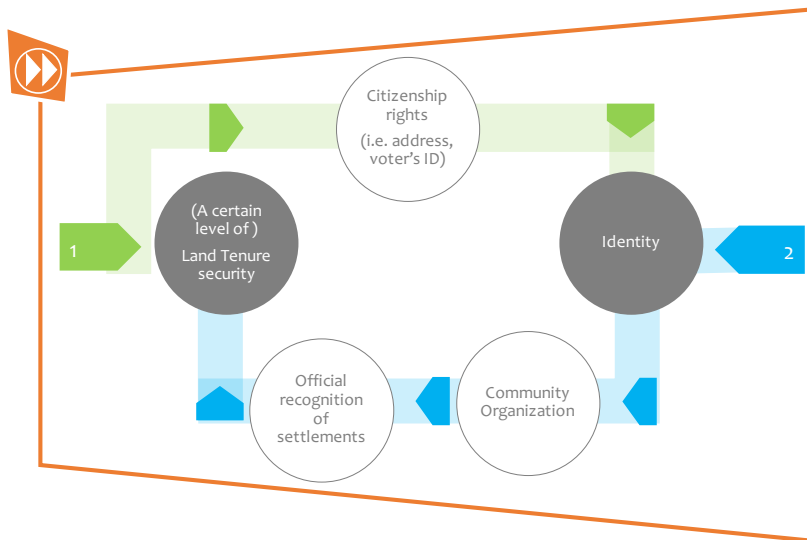 Citizenship
rights
(i.e. address,
voter's ID)
1
(A certain
level of )
Land Tenure
security
Identity
2
Official
recognition
of
settlements
Community
Organization